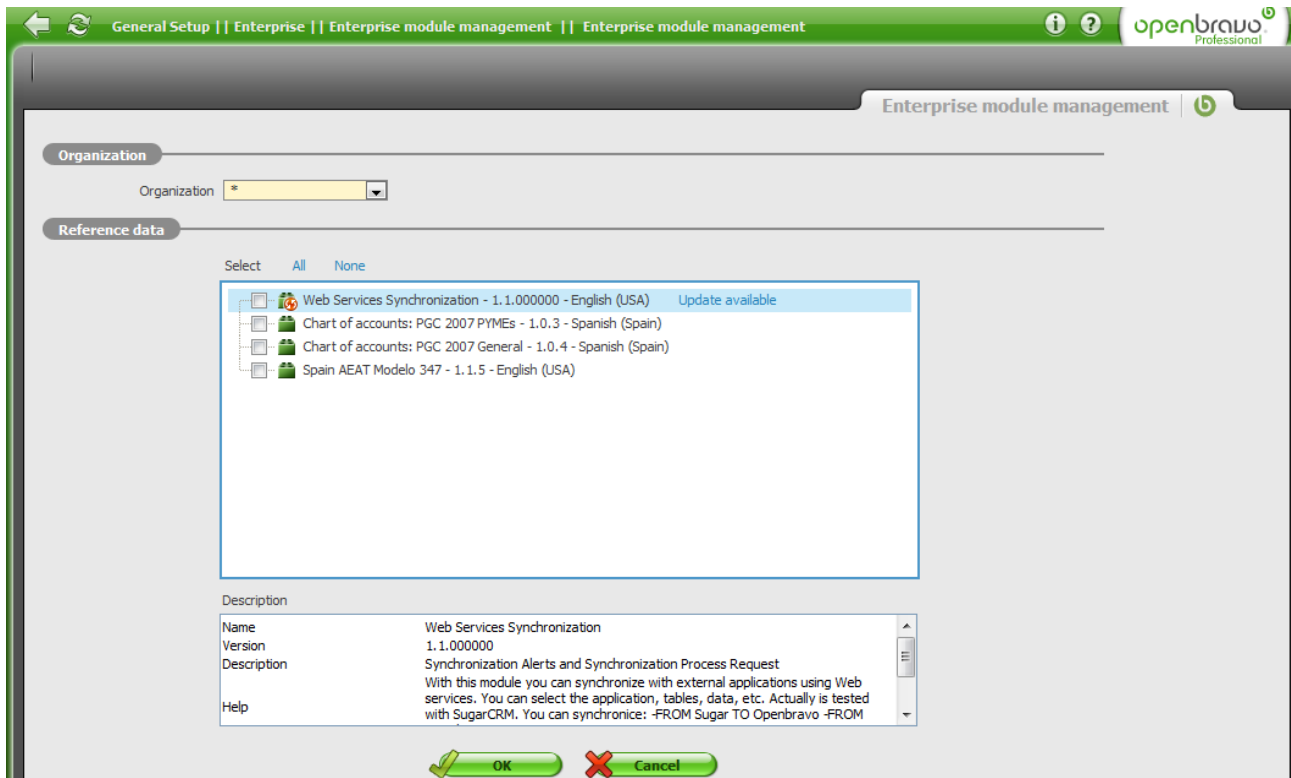 General Setup || Enterprise || Enterprise module management || Enterprise module management
openbravo
Professional
Enterprise module management
Organization
Organization *
Reference data
Select All None
Web Services Synchronization - 1.1.000000 - English (USA) Update available
Chart of accounts: PGC 2007 PYMEs - 1.0.3 - Spanish (Spain)
Chart of accounts: PGC 2007 General - 1.0.4 - Spanish (Spain)
Spain AEAT Modelo 347 - 1.1.5 - English (USA)
Description
Name Web Services Synchronization
Version 1.1.000000
Description Synchronization Alerts and Synchronization Process Request
With this module you can synchronize with external applications using Web
services. You can select the application, tables, data, etc. Actually is tested
Help with SugarCRM. You can synchronice: -FROM Sugar TO Openbravo -FROM
OK Cancel